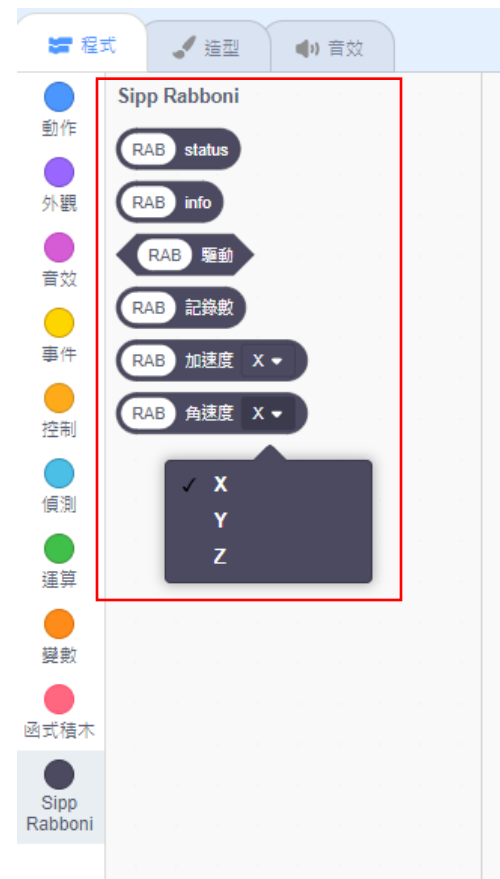 程式
造型
音效
動作
外觀
音效
事件
控制
偵測
運算
變數
函式積木
Sipp
Rabboni
Sipp Rabboni
RAB status
RAB info
RAB 驅動
RAB 記錄數
RAB 加速度 X
RAB 角速度 X
✓ X
Y
Z